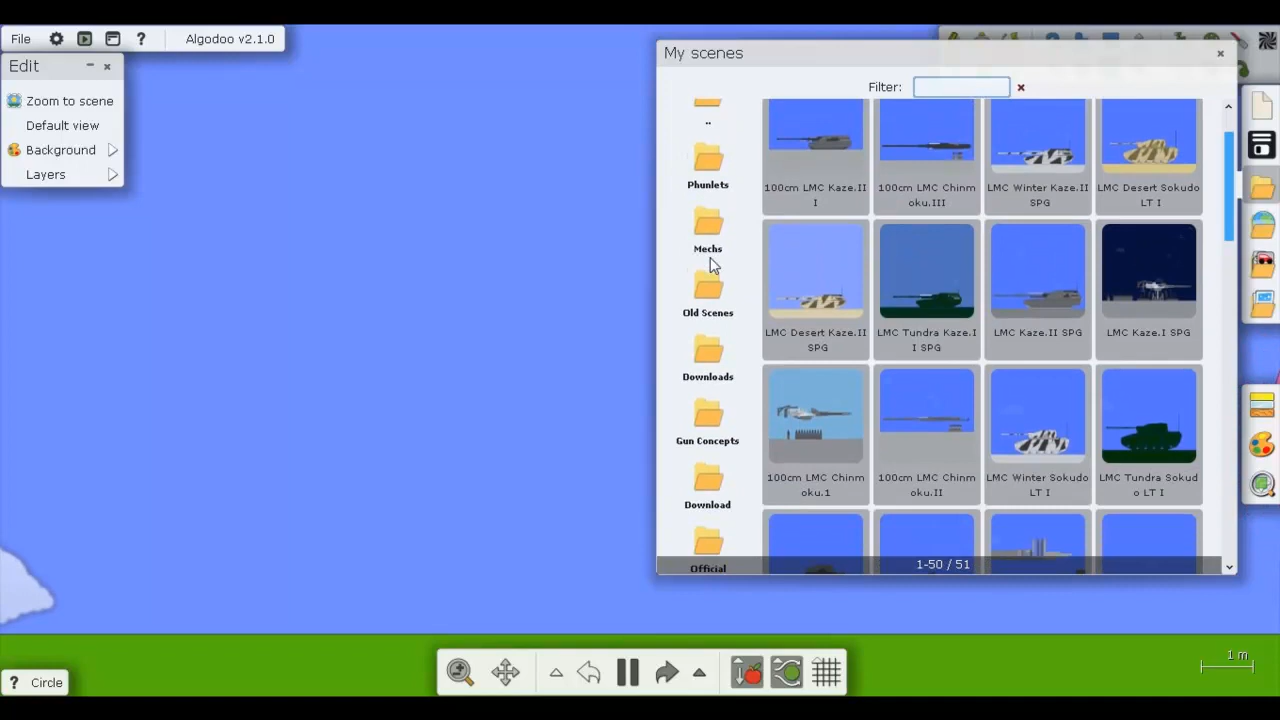 File
? Algodoo v2.1.0
Edit
Zoom to scene
Default view
Background
Layers
My scenes
Filter:
..
Phunlets
Mechs
Old Scenes
Downloads
Gun Concepts
Download
Official
100cm LMC Kaze.II
I
100cm LMC Chinm
oku.III
LMC Winter Kaze.II
SPG
LMC Desert Sokudo
LT I
LMC Desert Kaze.II
SPG
LMC Tundra Kaze.I
I SPG
LMC Kaze.II SPG
LMC Kaze.I SPG
100cm LMC Chinm
oku.1
100cm LMC Chinm
oku.II
LMC Winter Sokudo
LT I
LMC Tundra Sokud
o LT I
1-50 / 51
1 m
? Circle